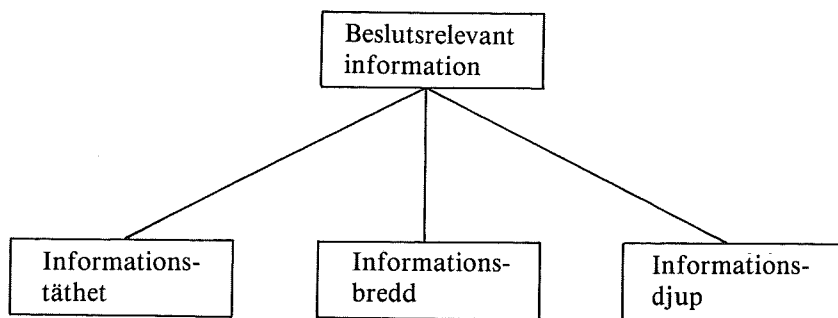 Beslutsrelevant
information
Informations-
täthet
Informations-
bredd
Informations-
djup